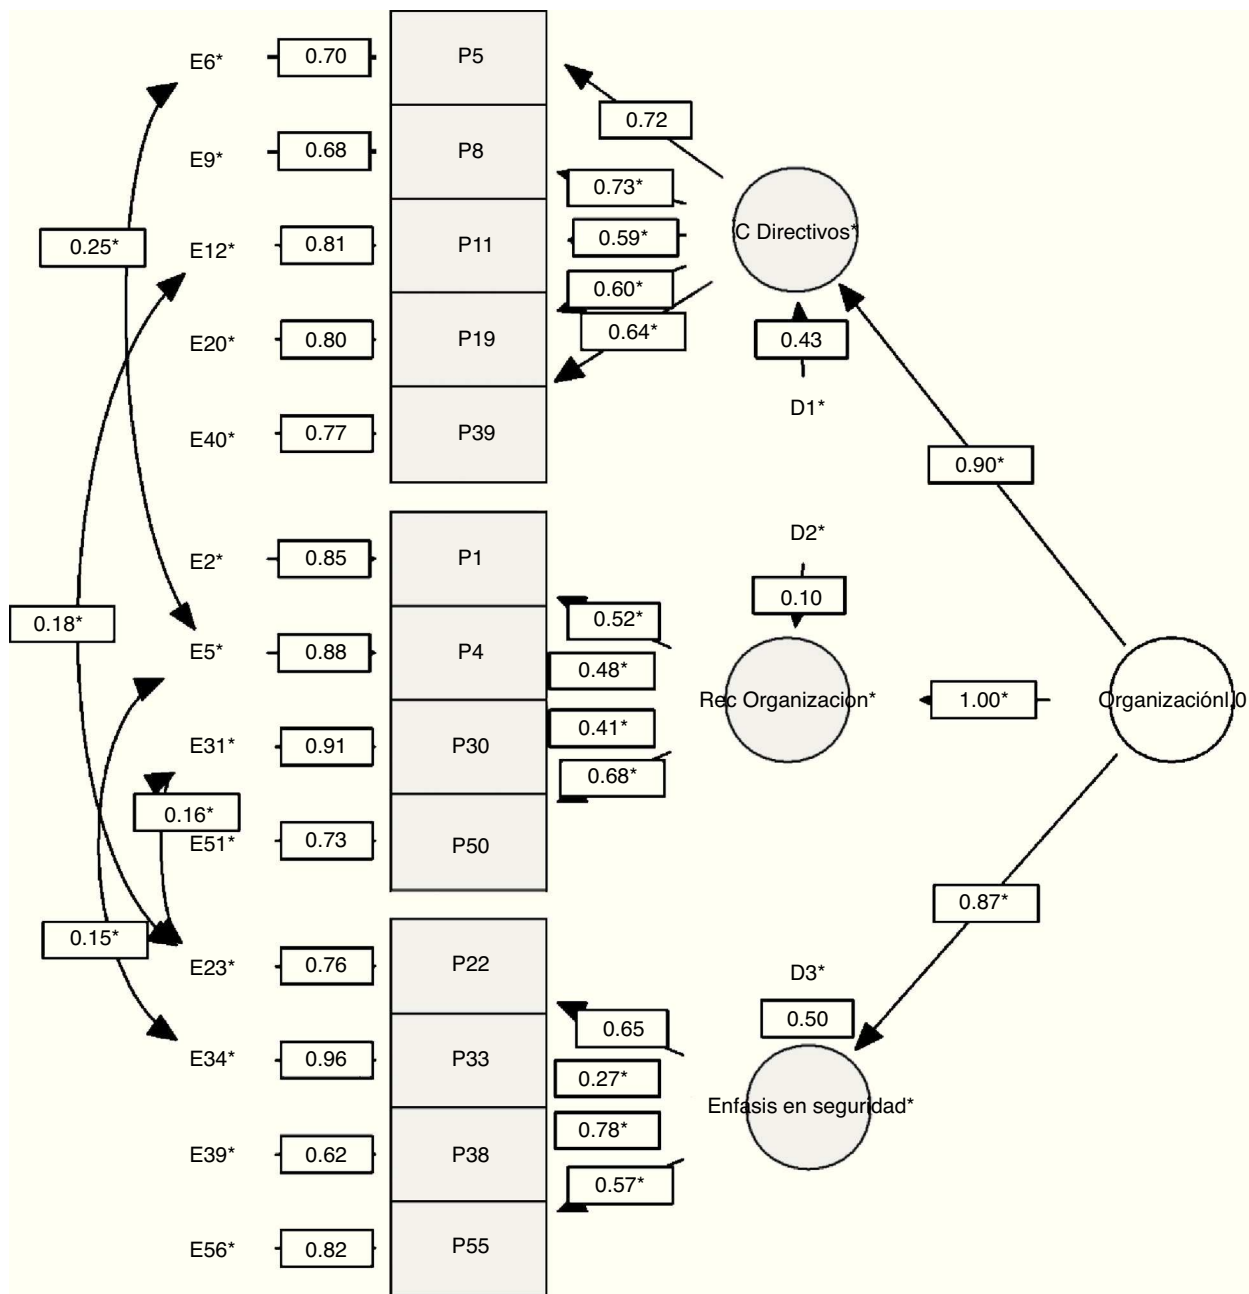 E6* 0.70 P5
0.72
E9* 0.68 P8
0.73*
C Directivos*
0.25* E12* 0.81 P11 0.59*
0.60*
E20* 0.80 P19 0.64* 0.43
D1*
E40* 0.77 P39
0.90*
D2*
E2* 0.85 P1
0.10
0.18* 0.52*
E5* 0.88 P4 0.48*
Rec Organizacion* 1.00* OrganizaciónI,0
E31* 0.91 P30 0.41*
0.68*
0.16*
E51* 0.73 P50
0.87*
0.15*
E23* 0.76 P22 D3*
0.65 0.50
E34* 0.96 P33 0.27*
Enfasis en seguridad*
0.78*
E39* 0.62 P38
0.57*
E56* 0.82 P55